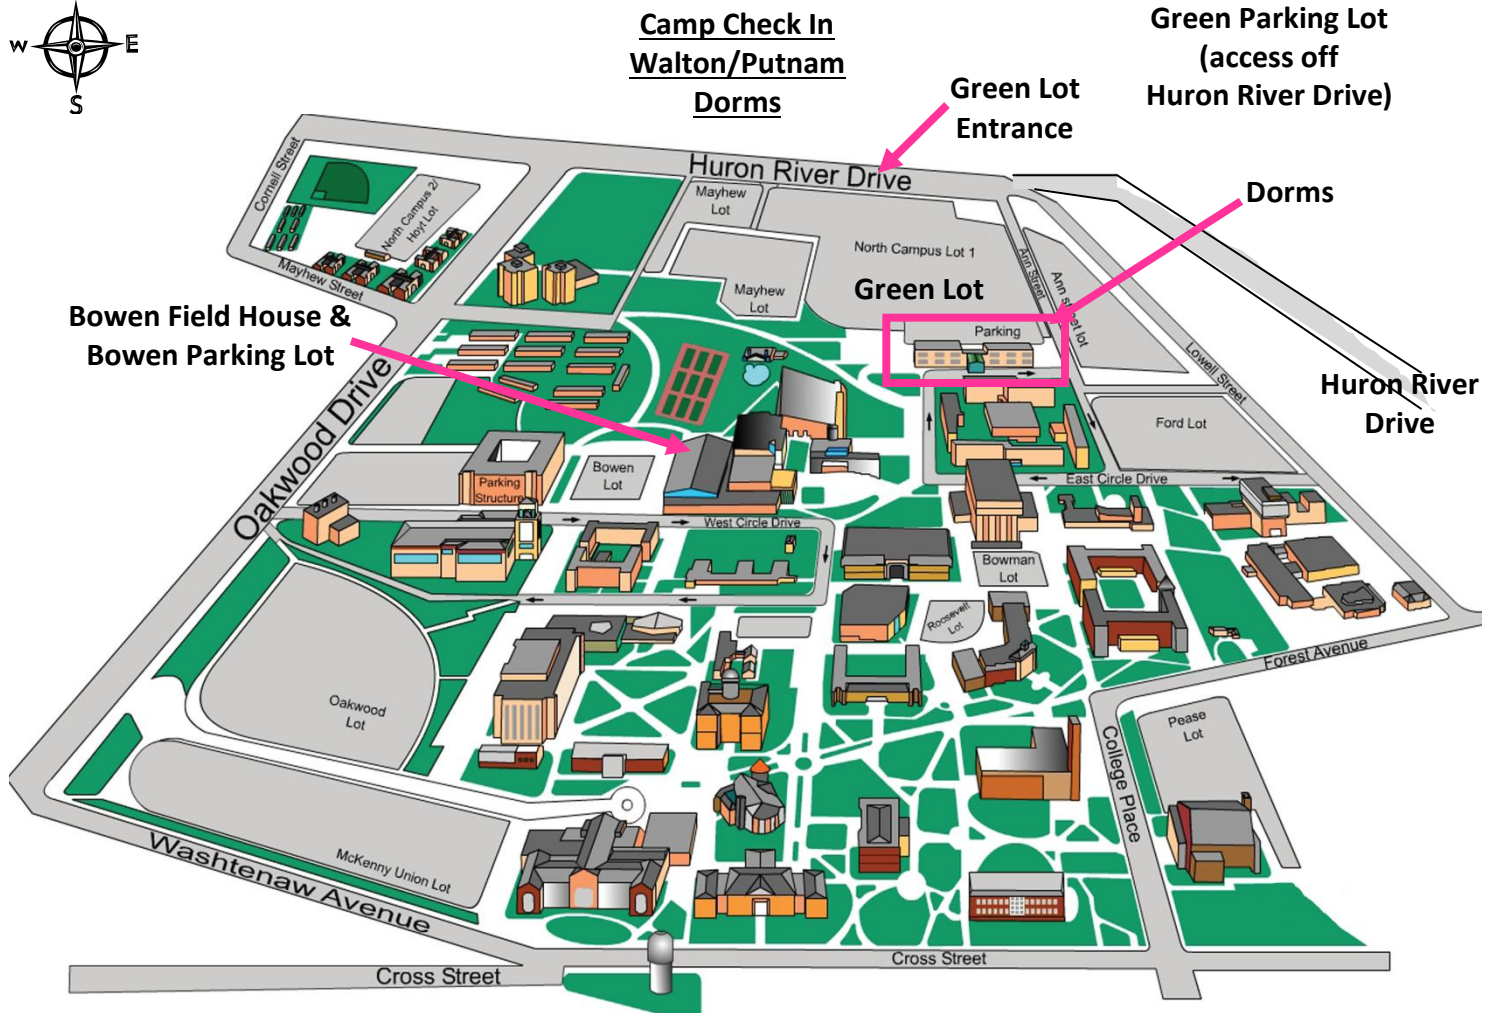 W
E
S
Camp Check In
Walton/Putnam
Dorms
Green Parking Lot
(access off
Huron River Drive)
Green Lot
Entrance
Huron River Drive
Dorms
Cornell Street
North Campus 2/
Hoyt Lot
Mayhew Street
Mayhew
Lot
North Campus Lot 1
Mayhew
Lot
Green Lot
Ann Street
Ann street lot
Parking
Lowell Street
Huron River
Drive
Bowen Field House &
Bowen Parking Lot
Oakwood Drive
Ford Lot
Bowen
Lot
Parking
Structure
East Circle Drive
West Circle Drive
Bowman
Lot
Roosevelt
Lot
Forest Avenue
Oakwood
Lot
Pease
Lot
College Place
McKenny Union Lot
Washtenaw Avenue
Cross Street
Cross Street